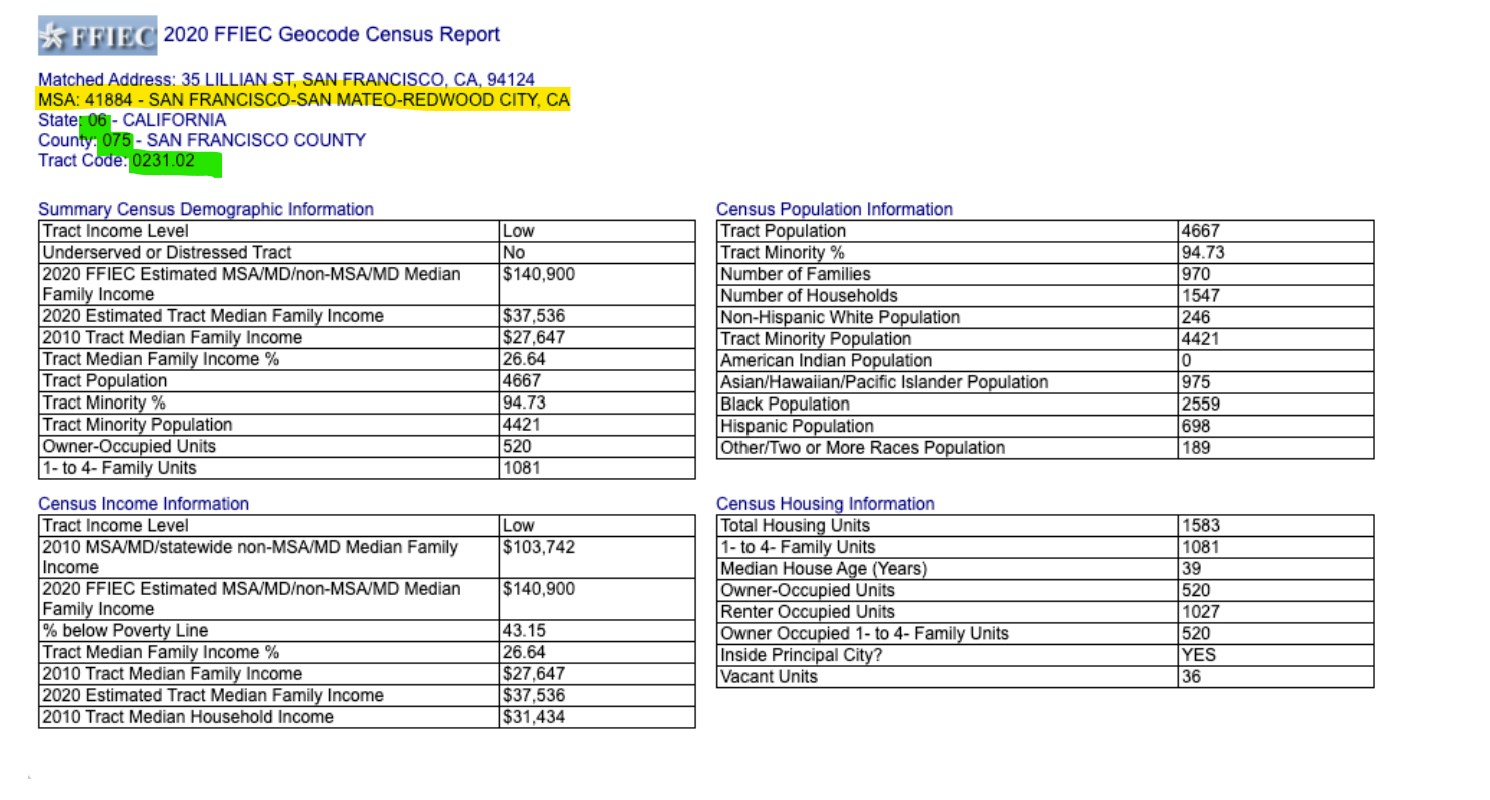 FFIEC 2020 FFIEC Geocode Census Report
Matched Address: 35 LILLIAN ST, SAN FRANCISCO, CA, 94124
MSA: 41884 - SAN FRANCISCO-SAN MATEO-REDWOOD CITY, CA
State: 06 - CALIFORNIA
County: 075 - SAN FRANCISCO COUNTY
Tract Code: 0231.02
Summary Census Demographic Information
Tract Income Level Low
Underserved or Distressed Tract No
2020 FFIEC Estimated MSA/MD/non-MSA/MD Median $140,900
Family Income
2020 Estimated Tract Median Family Income $37,536
2010 Tract Median Family Income $27,647
Tract Median Family Income % 26.64
Tract Population 4667
Tract Minority % 94.73
Tract Minority Population 4421
Owner-Occupied Units 520
1- to 4- Family Units 1081
Census Population Information
Tract Population 4667
Tract Minority % 94.73
Number of Families 970
Number of Households 1547
Non-Hispanic White Population 246
Tract Minority Population 4421
American Indian Population 0
Asian/Hawaiian/Pacific Islander Population 975
Black Population 2559
Hispanic Population 698
Other/Two or More Races Population 189
Census Income Information
Tract Income Level Low
2010 MSA/MD/statewide non-MSA/MD Median Family $103,742
Income
2020 FFIEC Estimated MSA/MD/non-MSA/MD Median $140,900
Family Income
% below Poverty Line 43.15
Tract Median Family Income % 26.64
2010 Tract Median Family Income $27,647
2020 Estimated Tract Median Family Income $37,536
2010 Tract Median Household Income $31,434
Census Housing Information
Total Housing Units 1583
1- to 4- Family Units 1081
Median House Age (Years) 39
Owner-Occupied Units 520
Renter Occupied Units 1027
Owner Occupied 1- to 4- Family Units 520
Inside Principal City? YES
Vacant Units 36